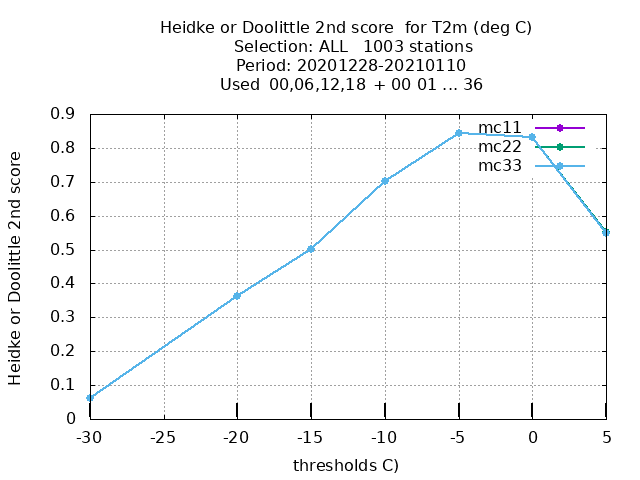 Heidke or Doolittle 2nd score  for T2m (deg C)
Selection: ALL   1003 stations
Period: 20201228-20210110
Used  00,06,12,18  + 00 01 ... 36
Heidke or Doolittle 2nd score
0.9
0.8
0.7
0.6
0.5
0.4
0.3
0.2
0.1
0
mc11
mc22
mc33
-30 -25 -20 -15 -10 -5 0 5
thresholds C)